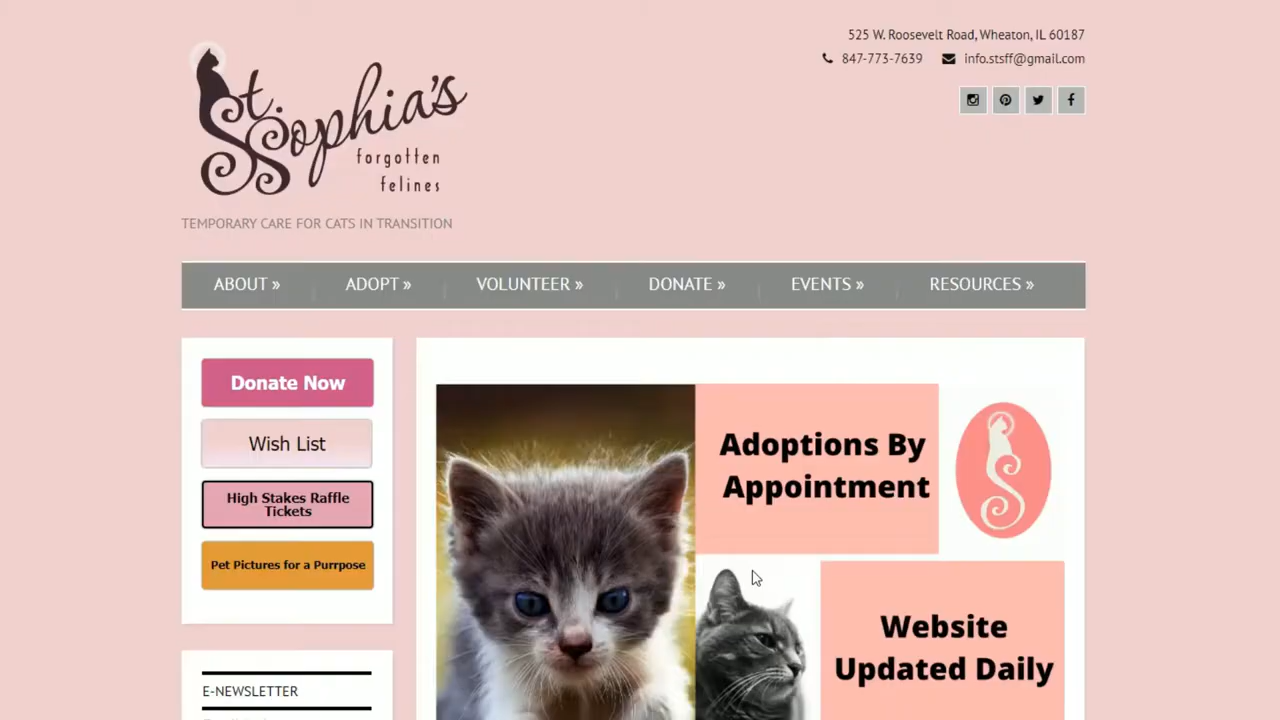 525 W. Roosevelt Road, Wheaton, IL 60187
847-773-7639 info.stsff@gmail.com
St. Sophia's
forgotten
felines
TEMPORARY CARE FOR CATS IN TRANSITION
ABOUT » ADOPT » VOLUNTEER » DONATE » EVENTS » RESOURCES »
Donate Now
Wish List
High Stakes Raffle
Tickets
Pet Pictures for a Purrpose
Adoptions By
Appointment
Website
Updated Daily
E-NEWSLETTER